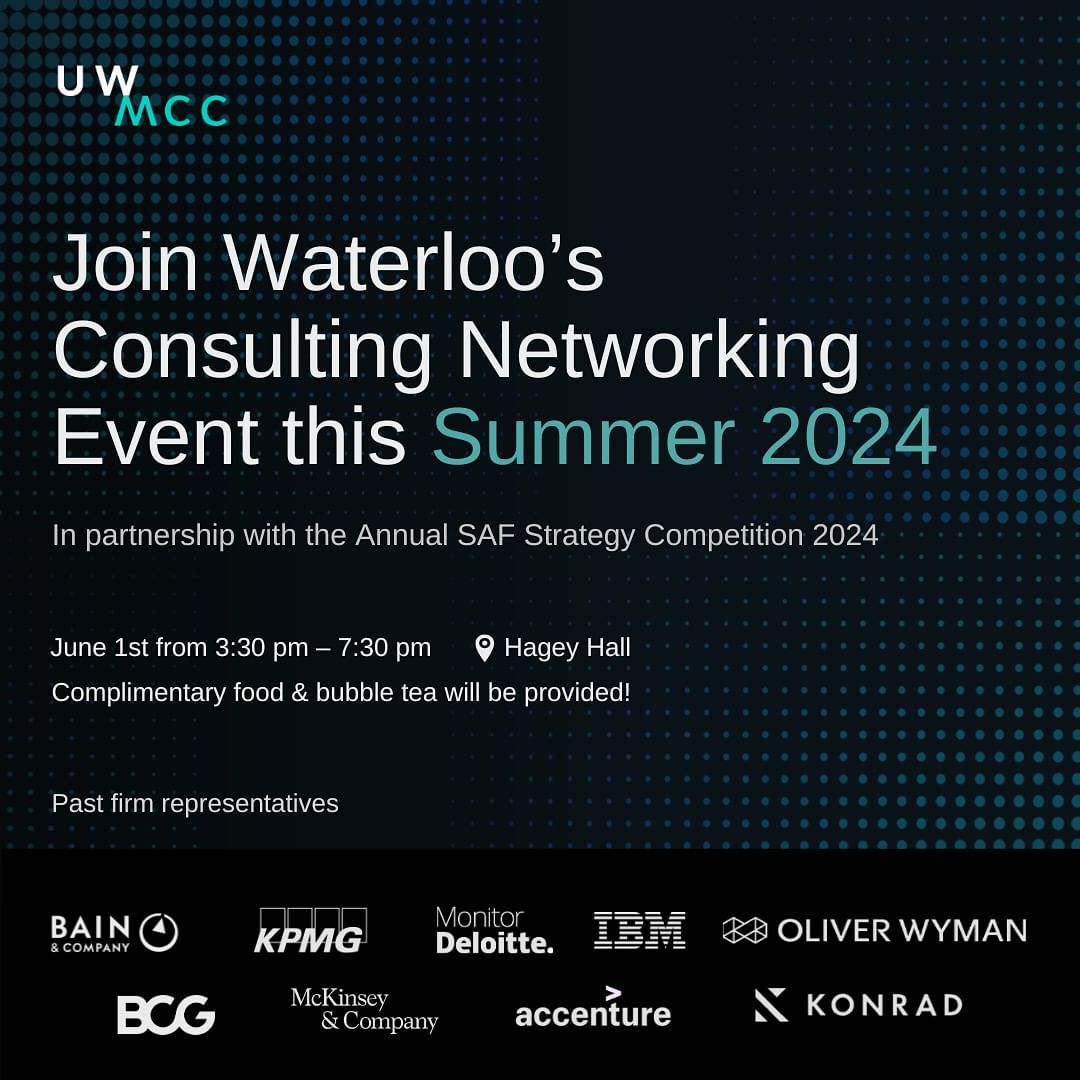 UW
MCC
Join Waterloo’s
Consulting Networking
Event this Summer 2024
In partnership with the Annual SAF Strategy Competition 2024
June 1st from 3:30 pm – 7:30 pm Hagey Hall
Complimentary food & bubble tea will be provided!
Past firm representatives
BAIN
& COMPANY
KPMG
Monitor
Deloitte.
IBM
OLIVER WYMAN
BCG
McKinsey
& Company
accenture
KONRAD